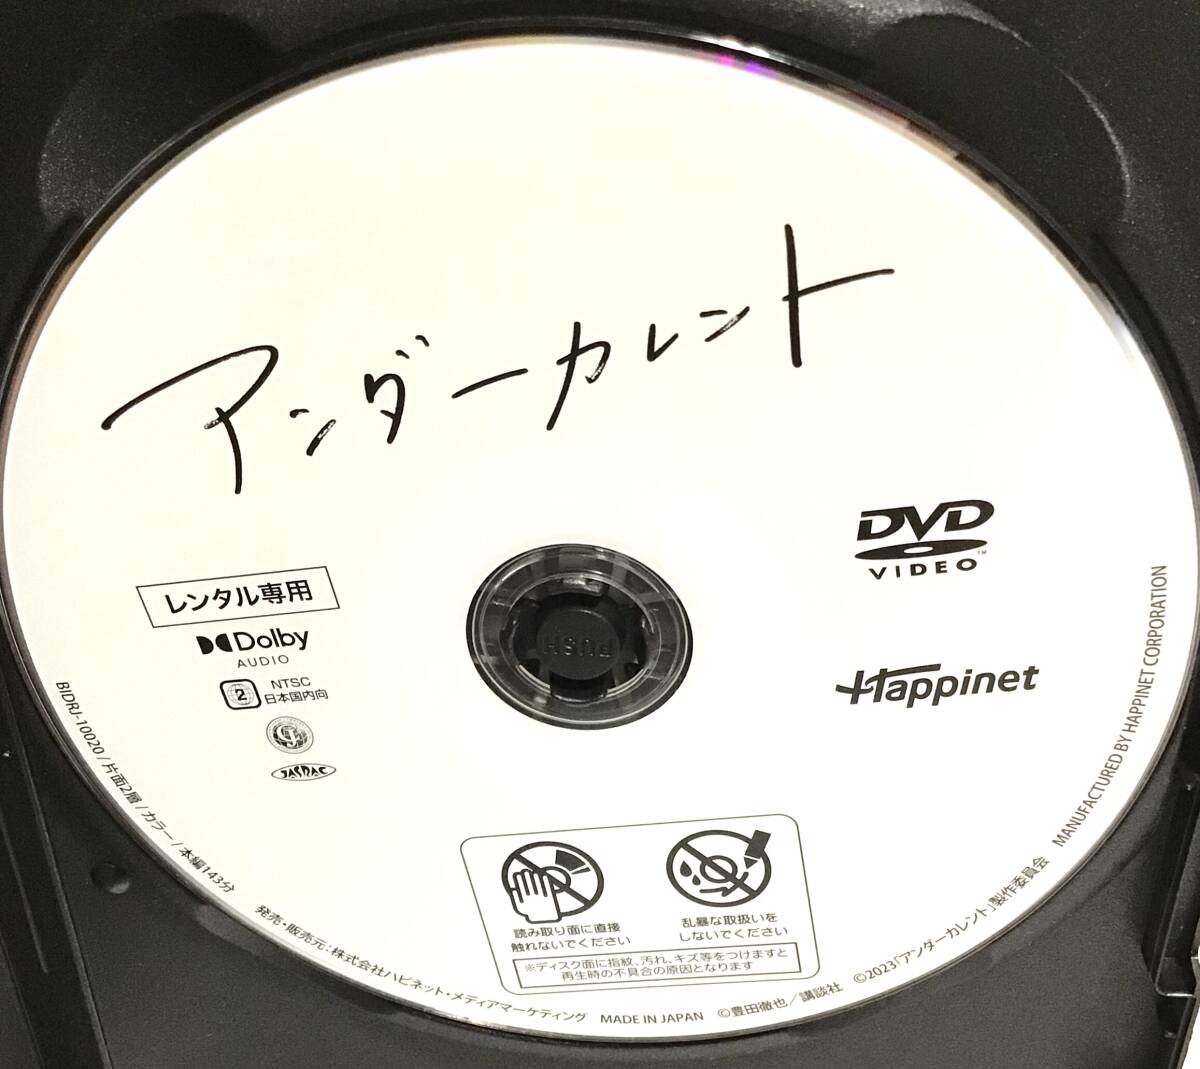 アンダーカレント
DVD
VIDEO™
レンタル専用
Dolby
AUDIO
2
NTSC
日本国内向
JASRAC
Happinet
PUSH
読み取り面に直接
触れないでください
乱暴な取扱いを
しないでください
※ディスク面に指紋、汚れ、キズ等をつけますと
再生時の不具合の原因となります
BIDRJ-10020 / 片面2層 / カラー / 本編143分
発売・販売元：株式会社ハピネット・メディアマーケティング MADE IN JAPAN ©豊田徹也／講談社 ©2023「アンダーカレント」製作委員会 MANUFACTURED BY HAPPINET CORPORATION